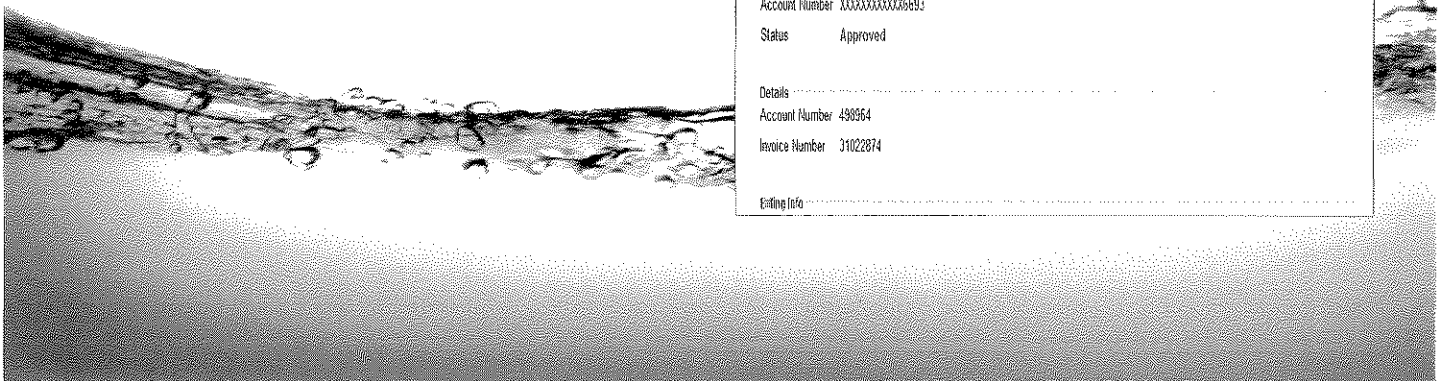 Account Number XXXXXXXXXXXX6693
Status Approved
Details
Account Number 498964
Invoice Number 31022874
Billing Info